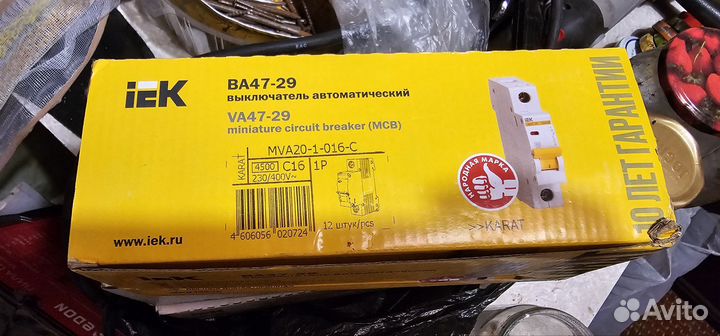 IEK
ВА47-29
выключатель автоматический
VA47-29
miniature circuit breaker (MCB)
MVA20-1-016-C
KARAT
4500 C16 1P
230/400V~
12 штук/pcs
4 606056 020724
www.iek.ru
IEK
НАРОДНАЯ МАРКА
>>KARAT
10 ЛЕТ ГАРАНТИИ
Avito